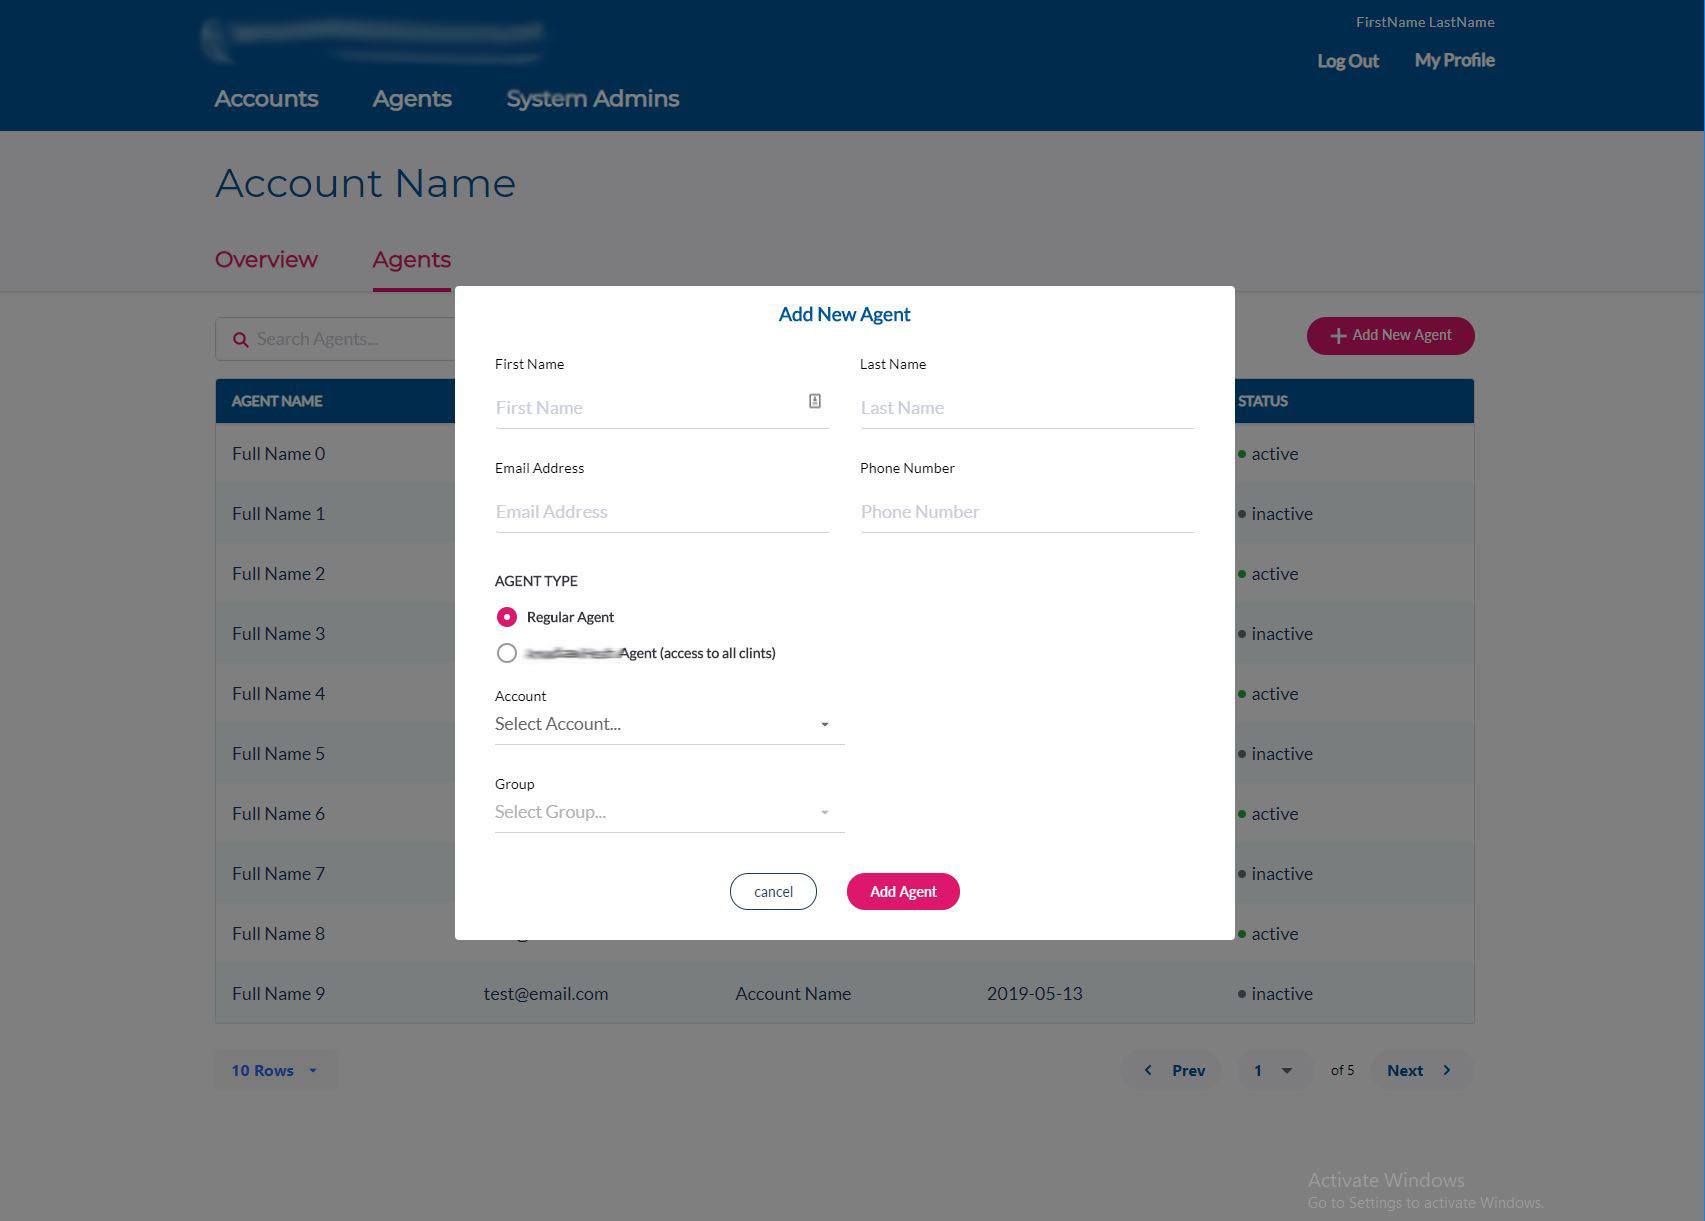 FirstName LastName
Log Out My Profile
Accounts Agents System Admins
Account Name
Overview Agents
Search Agents...
Add New Agent
AGENT NAME STATUS
Full Name 0 active
Full Name 1 inactive
Full Name 2 active
Full Name 3 inactive
Full Name 4 active
Full Name 5 inactive
Full Name 6 active
Full Name 7 inactive
Full Name 8 active
Full Name 9 test@email.com Account Name 2019-05-13 inactive
10 Rows Prev 1 of 5 Next
Add New Agent
First Name Last Name
First Name Last Name
Email Address Phone Number
Email Address Phone Number
AGENT TYPE
Regular Agent
Agent (access to all clints)
Account
Select Account...
Group
Select Group...
cancel Add Agent
Activate Windows
Go to Settings to activate Windows.